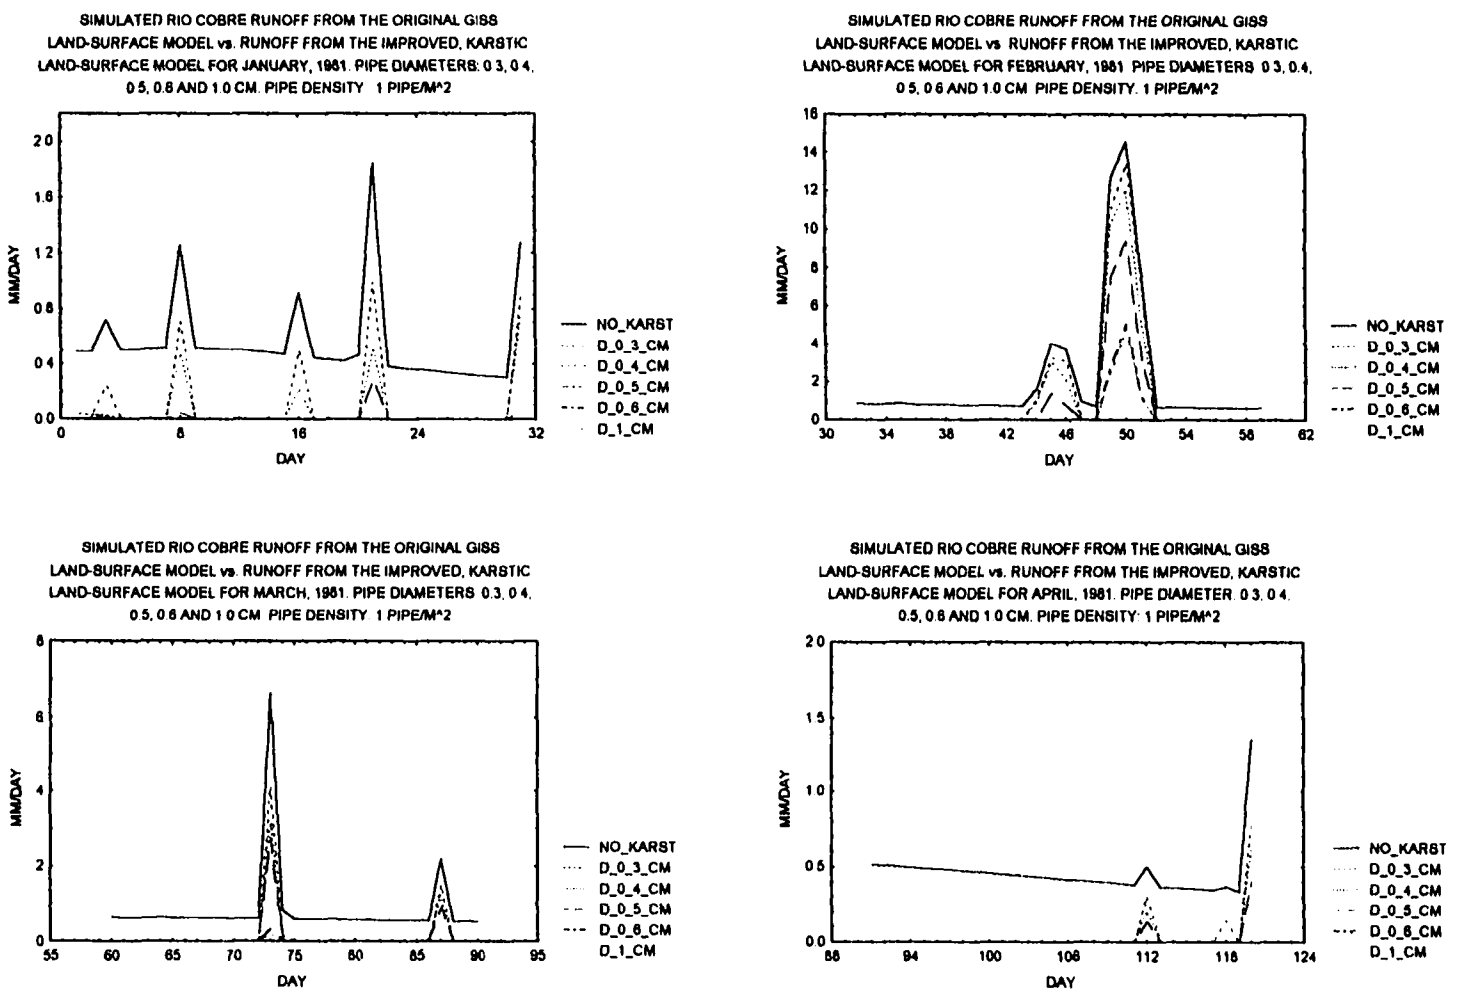 SIMULATED RIO COBRE RUNOFF FROM THE ORIGINAL GISS
LAND-SURFACE MODEL vs. RUNOFF FROM THE IMPROVED, KARSTIC
LAND-SURFACE MODEL FOR JANUARY, 1981. PIPE DIAMETERS: 0.3, 0.4,
0.5, 0.6 AND 1.0 CM. PIPE DENSITY 1 PIPE/M^2
2.0
1.6
1.2
0.8
0.4
0.0
MM/DAY
0 8 16 24 32
DAY
NO_KARST
D_0_3_CM
D_0_4_CM
D_0_5_CM
D_0_6_CM
D_1_CM
SIMULATED RIO COBRE RUNOFF FROM THE ORIGINAL GISS
LAND-SURFACE MODEL vs RUNOFF FROM THE IMPROVED, KARSTIC
LAND-SURFACE MODEL FOR FEBRUARY, 1981 PIPE DIAMETERS 0.3, 0.4,
0.5, 0.6 AND 1.0 CM PIPE DENSITY. 1 PIPE/M^2
16
14
12
10
8
6
4
2
0
MM/DAY
30 34 38 42 46 50 54 58 62
DAY
NO_KARST
D_0_3_CM
D_0_4_CM
D_0_5_CM
D_0_6_CM
D_1_CM
SIMULATED RIO COBRE RUNOFF FROM THE ORIGINAL GISS
LAND-SURFACE MODEL vs. RUNOFF FROM THE IMPROVED, KARSTIC
LAND-SURFACE MODEL FOR MARCH, 1981. PIPE DIAMETERS 0.3, 0.4,
0.5, 0.6 AND 1.0 CM PIPE DENSITY 1 PIPE/M^2
8
6
4
2
0
MM/DAY
55 60 65 70 75 80 85 90 95
DAY
NO_KARST
D_0_3_CM
D_0_4_CM
D_0_5_CM
D_0_6_CM
D_1_CM
SIMULATED RIO COBRE RUNOFF FROM THE ORIGINAL GISS
LAND-SURFACE MODEL vs. RUNOFF FROM THE IMPROVED, KARSTIC
LAND-SURFACE MODEL FOR APRIL, 1981. PIPE DIAMETER 0.3, 0.4,
0.5, 0.6 AND 1.0 CM. PIPE DENSITY: 1 PIPE/M^2
2.0
1.5
1.0
0.5
0.0
MM/DAY
88 94 100 106 112 118 124
DAY
NO_KARST
D_0_3_CM
D_0_4_CM
D_0_5_CM
D_0_6_CM
D_1_CM